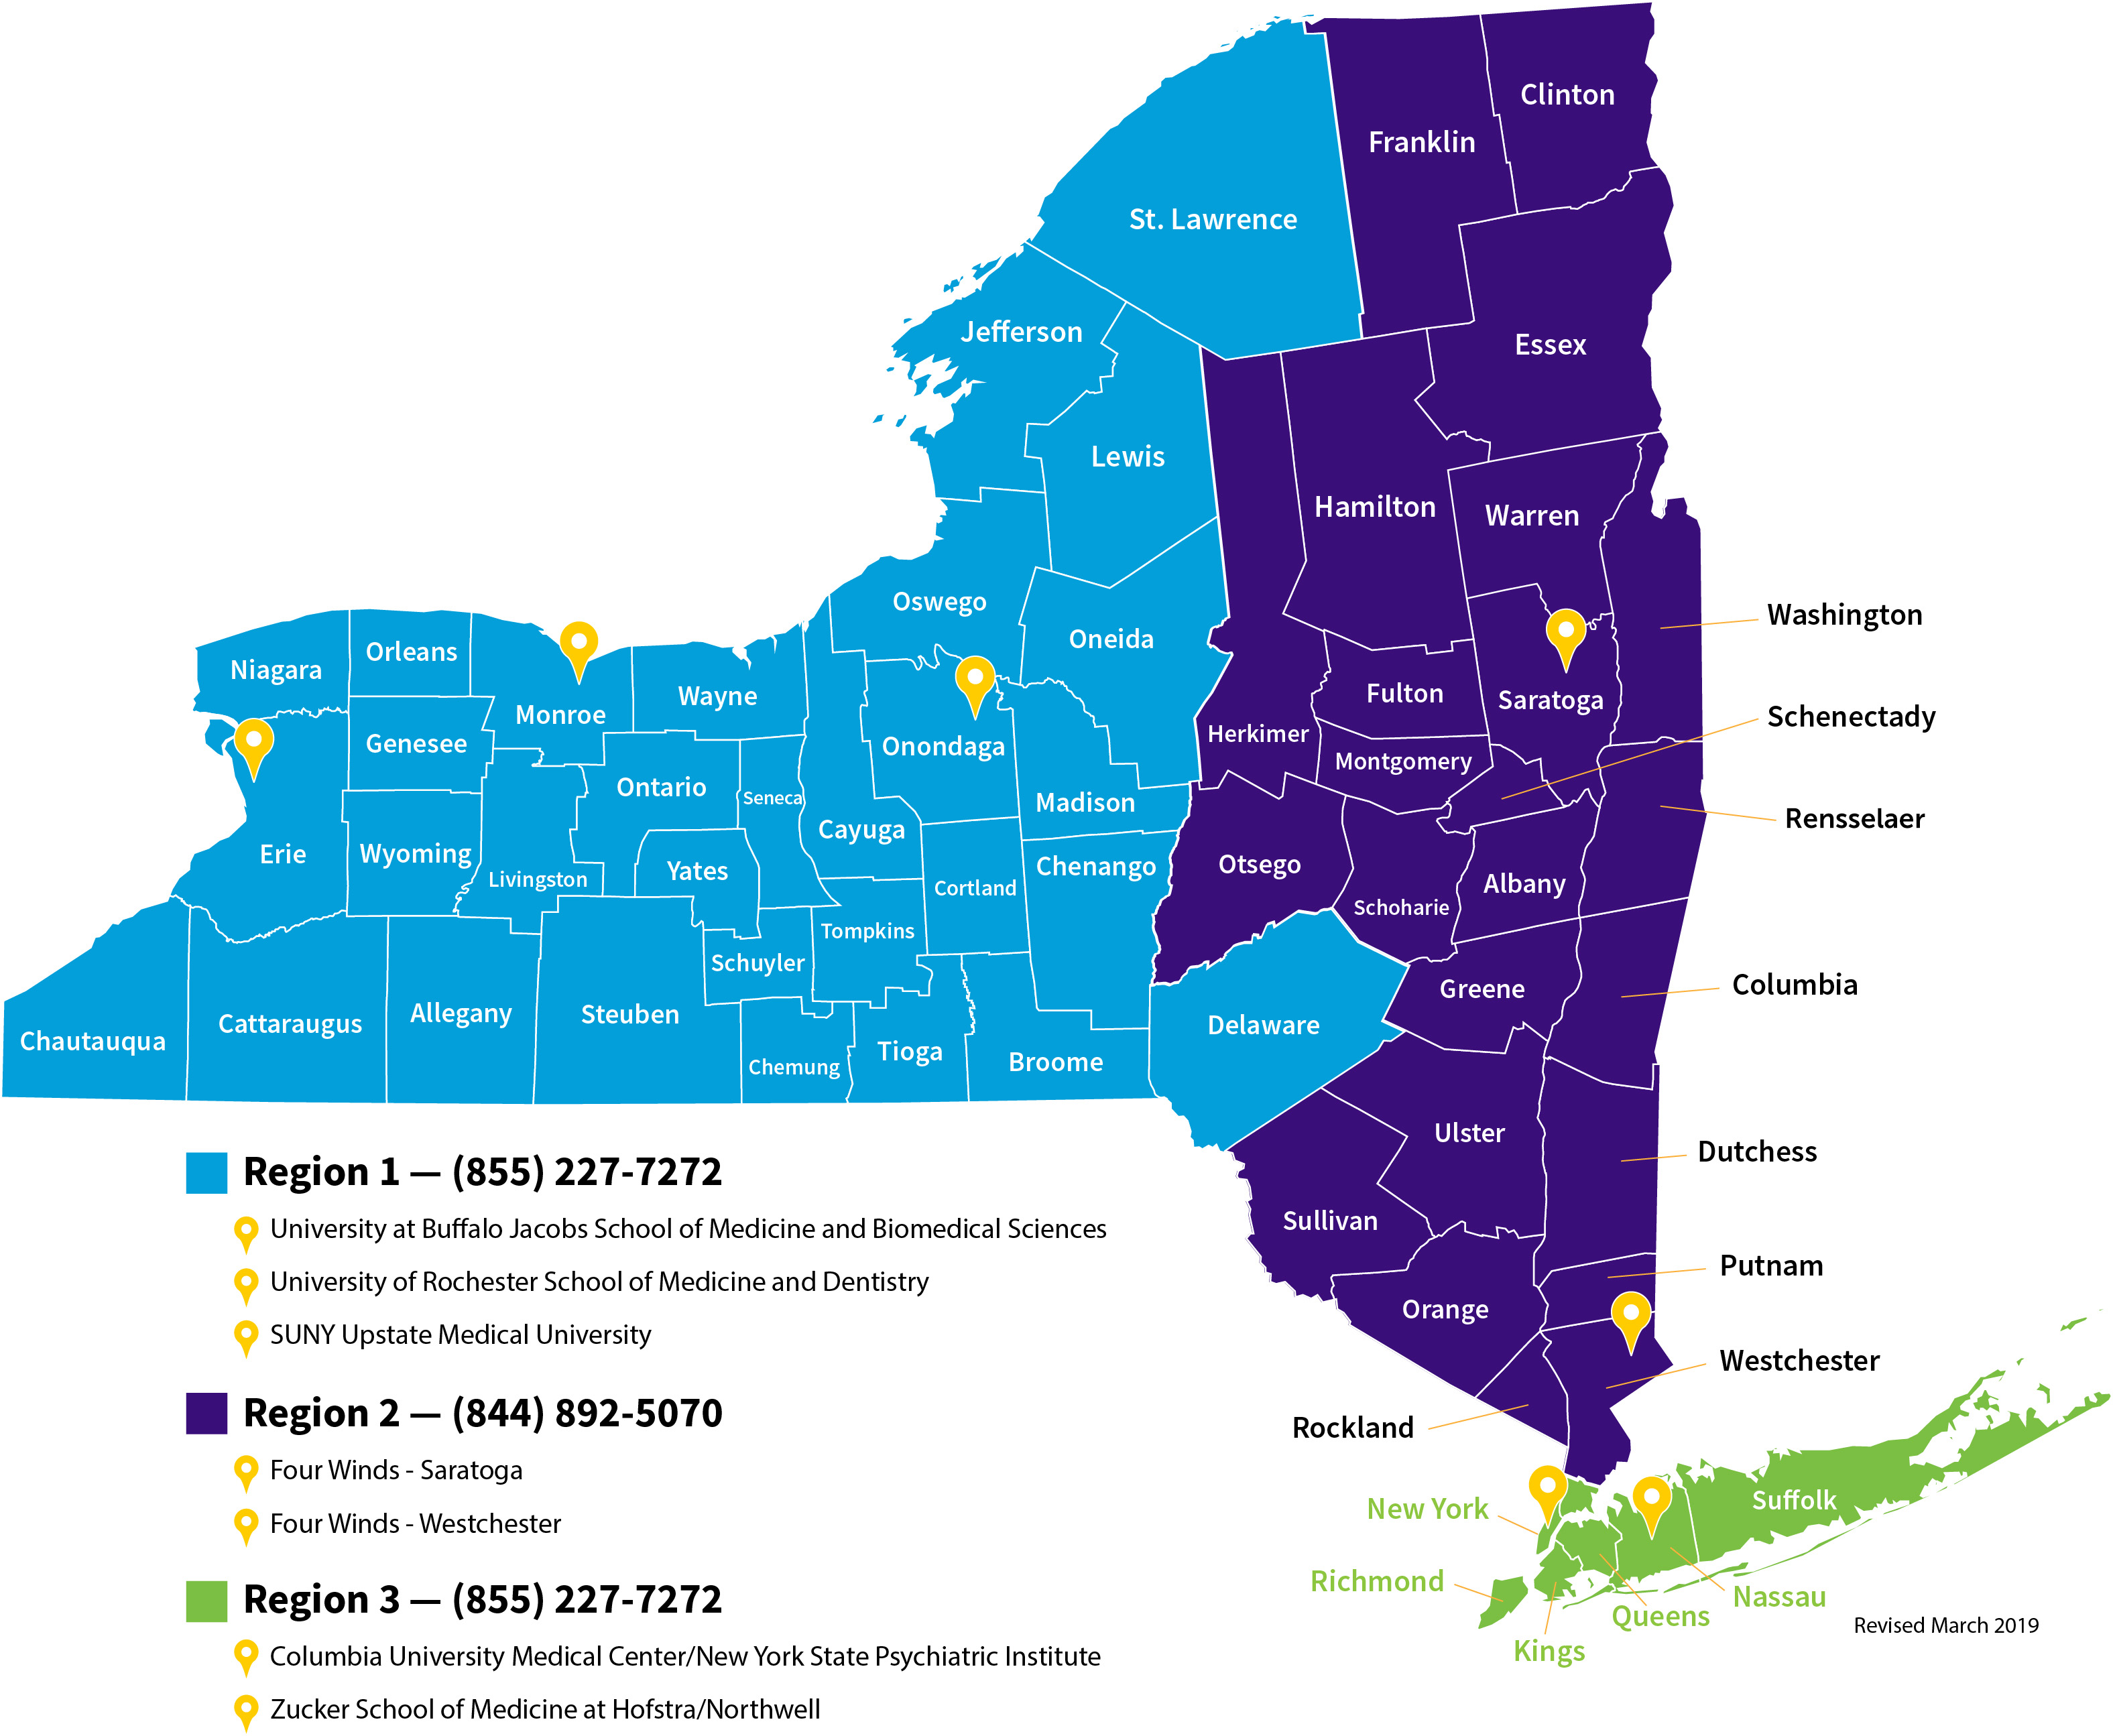 Clinton
Franklin
St. Lawrence
Jefferson
Essex
Lewis
Hamilton
Warren
Oswego
Washington
Oneida
Orleans
Niagara
Wayne
Fulton
Saratoga
Monroe
Schenectady
Herkimer
Genesee
Onondaga
Montgomery
Ontario
Seneca
Madison
Rensselaer
Cayuga
Erie
Wyoming
Livingston
Yates
Chenango
Otsego
Cortland
Albany
Schoharie
Tompkins
Schuyler
Columbia
Greene
Chautauqua
Cattaraugus
Allegany
Steuben
Delaware
Chemung
Tioga
Broome
Ulster
Dutchess
Sullivan
Putnam
Orange
Westchester
Rockland
New York
Suffolk
Richmond
Nassau
Queens
Kings
Region 1 — (855) 227-7272
University at Buffalo Jacobs School of Medicine and Biomedical Sciences
University of Rochester School of Medicine and Dentistry
SUNY Upstate Medical University
Region 2 — (844) 892-5070
Four Winds - Saratoga
Four Winds - Westchester
Region 3 — (855) 227-7272
Columbia University Medical Center/New York State Psychiatric Institute
Zucker School of Medicine at Hofstra/Northwell
Revised March 2019